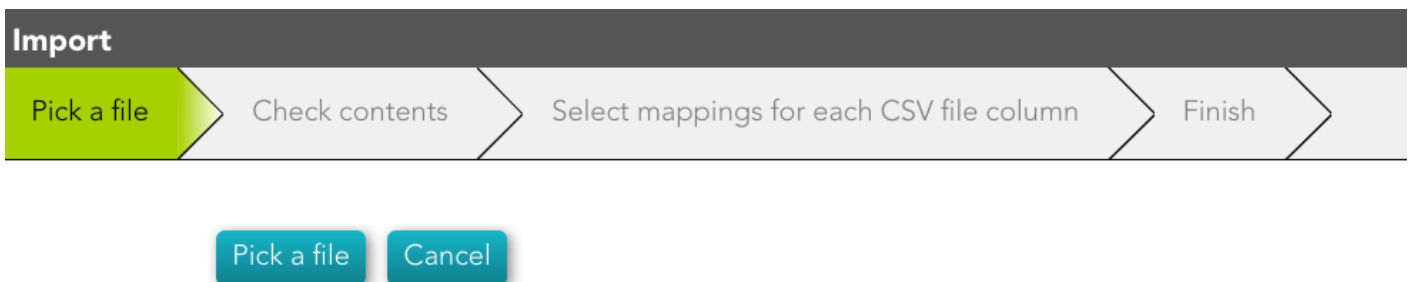 Import
Pick a file Check contents Select mappings for each CSV file column Finish
Pick a file Cancel